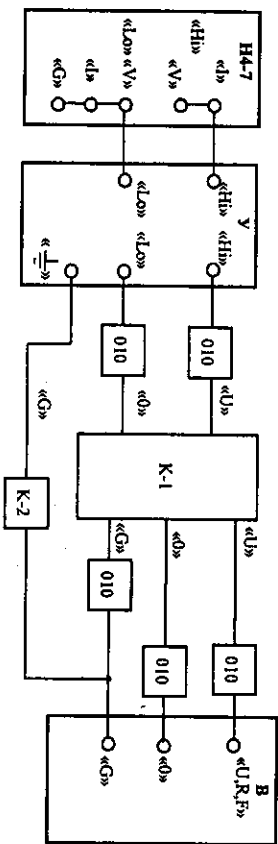 H4-7
«I»
«Hi»
«V»
«Lo» «V»
«I»
«G»
У
«Hi» «Hi»
«Lo» «Lo»
010
«U»
010
«0»
«G»
K-2
K-1
«U»
010
«0»
010
«G»
010
B
«U,R,F»
«0»
«G»